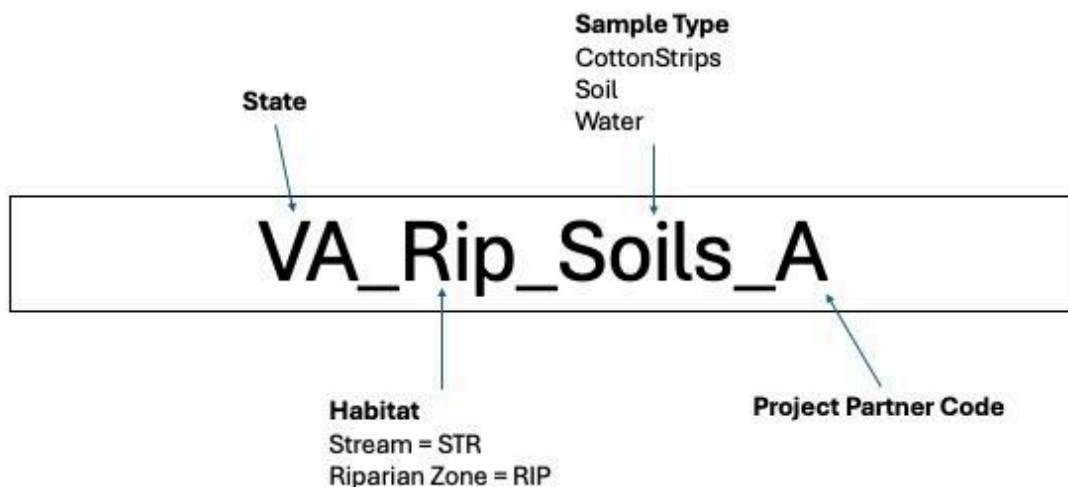 Sample Type
CottonStrips
Soil
Water
State
VA_Rip_Soils_A
Habitat
Stream = STR
Riparian Zone = RIP
Project Partner Code